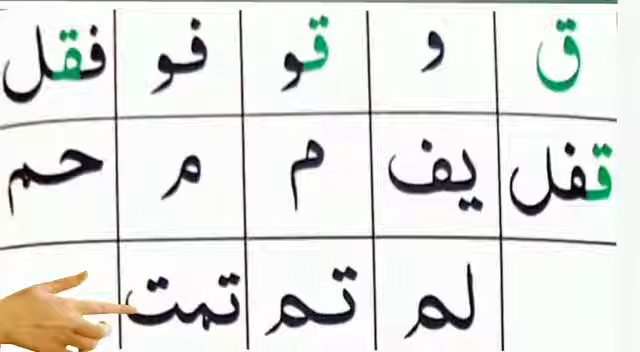 ق و قو فو فقل
قفل يف م م حم
لم تم تمت